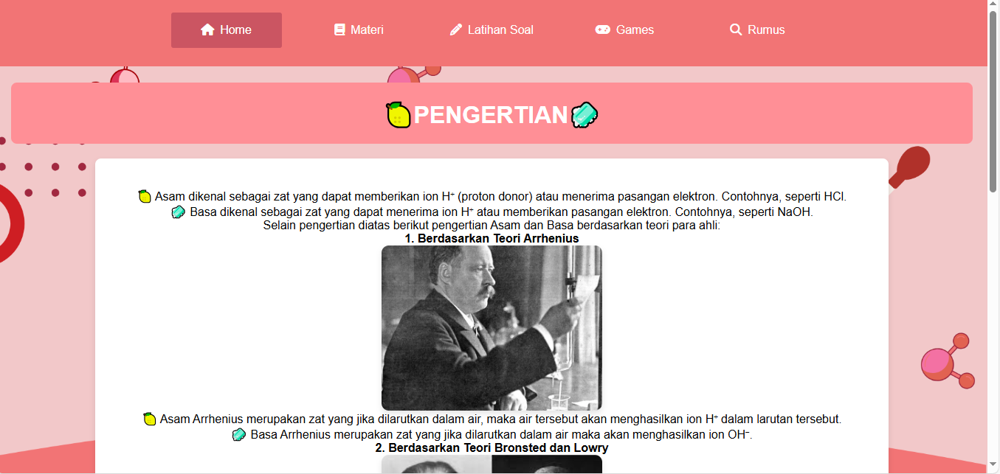 Home
Materi
Latihan Soal
Games
Rumus
PENGERTIAN
Asam dikenal sebagai zat yang dapat memberikan ion H⁺ (proton donor) atau menerima pasangan elektron. Contohnya, seperti HCl.
Basa dikenal sebagai zat yang dapat menerima ion H⁺ atau memberikan pasangan elektron. Contohnya, seperti NaOH.
Selain pengertian diatas berikut pengertian Asam dan Basa berdasarkan teori para ahli:
1. Berdasarkan Teori Arrhenius
Asam Arrhenius merupakan zat yang jika dilarutkan dalam air, maka air tersebut akan menghasilkan ion H⁺ dalam larutan tersebut.
Basa Arrhenius merupakan zat yang jika dilarutkan dalam air maka akan menghasilkan ion OH⁻.
2. Berdasarkan Teori Bronsted dan Lowry